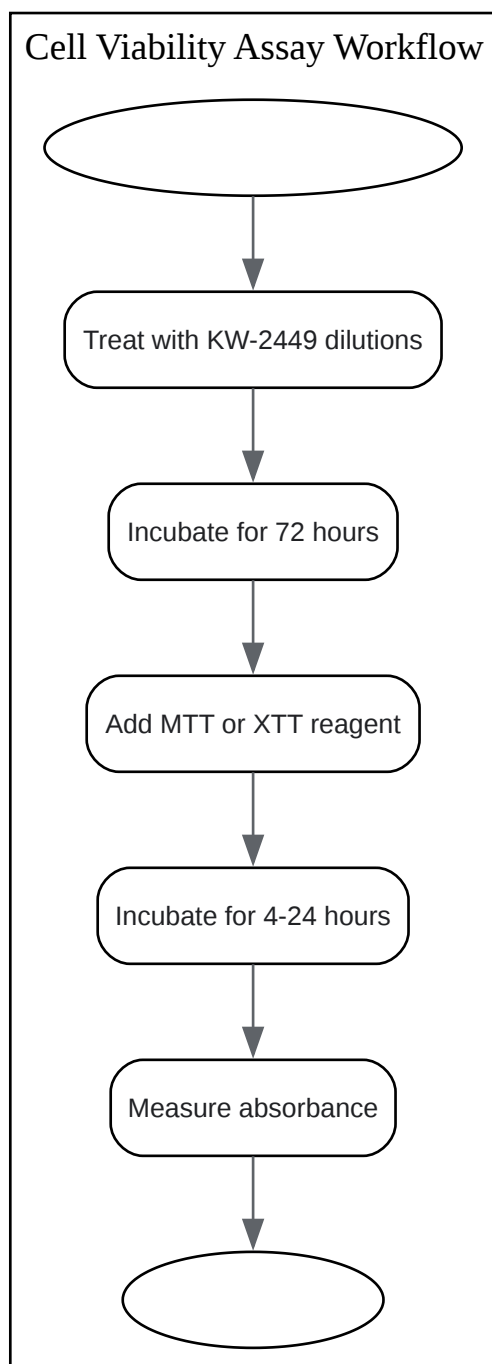 Cell Viability Assay Workflow
Treat with KW-2449 dilutions
Incubate for 72 hours
Add MTT or XTT reagent
Incubate for 4-24 hours
Measure absorbance